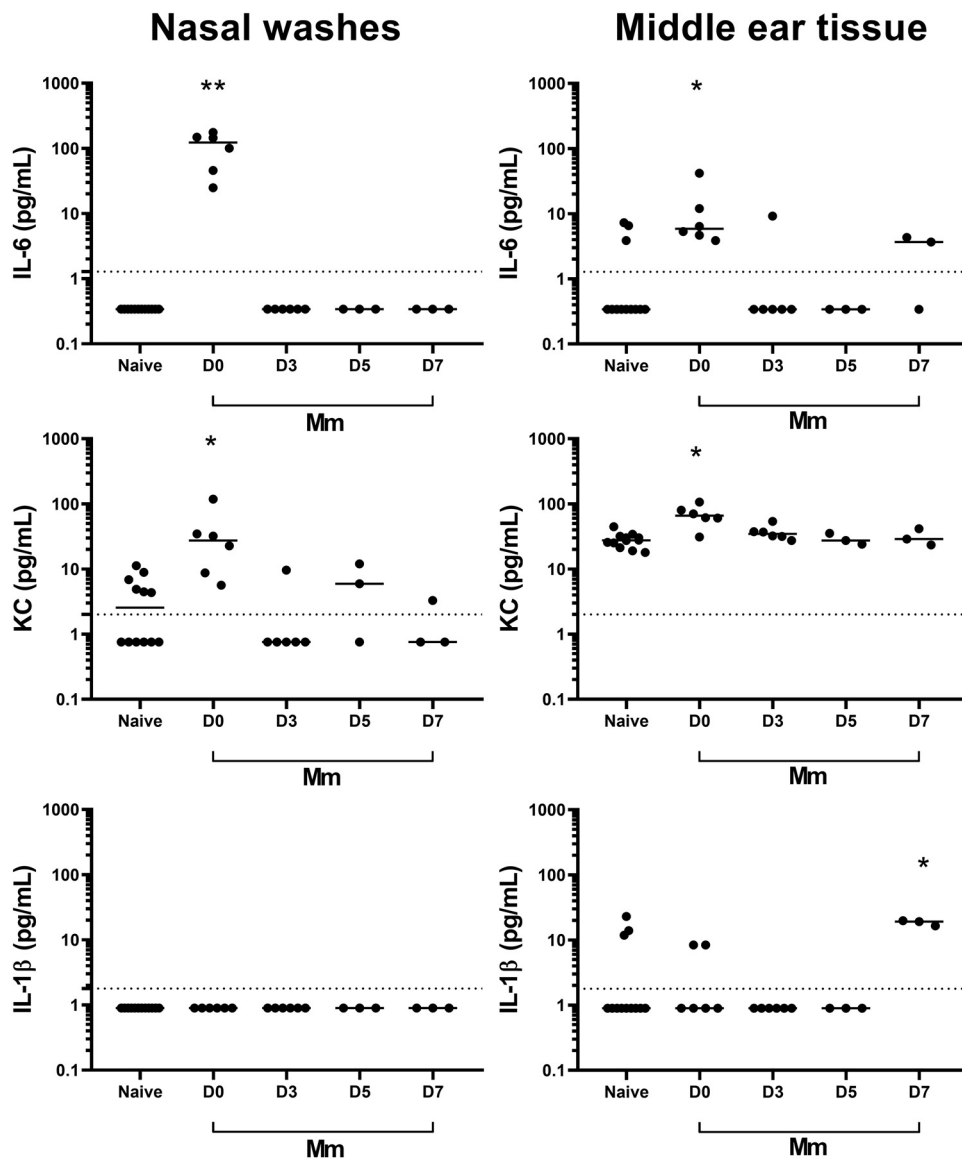 Nasal washes
Middle ear tissue
IL-6 (pg/mL)
1000
100
10
1
0.1
**
Naive D0 D3 D5 D7
Mm
IL-6 (pg/mL)
1000
100
10
1
0.1
*
Naive D0 D3 D5 D7
Mm
KC (pg/mL)
1000
100
10
1
0.1
*
Naive D0 D3 D5 D7
Mm
KC (pg/mL)
1000
100
10
1
0.1
*
Naive D0 D3 D5 D7
Mm
IL-1β (pg/mL)
1000
100
10
1
0.1
Naive D0 D3 D5 D7
Mm
IL-1β (pg/mL)
1000
100
10
1
0.1
*
Naive D0 D3 D5 D7
Mm